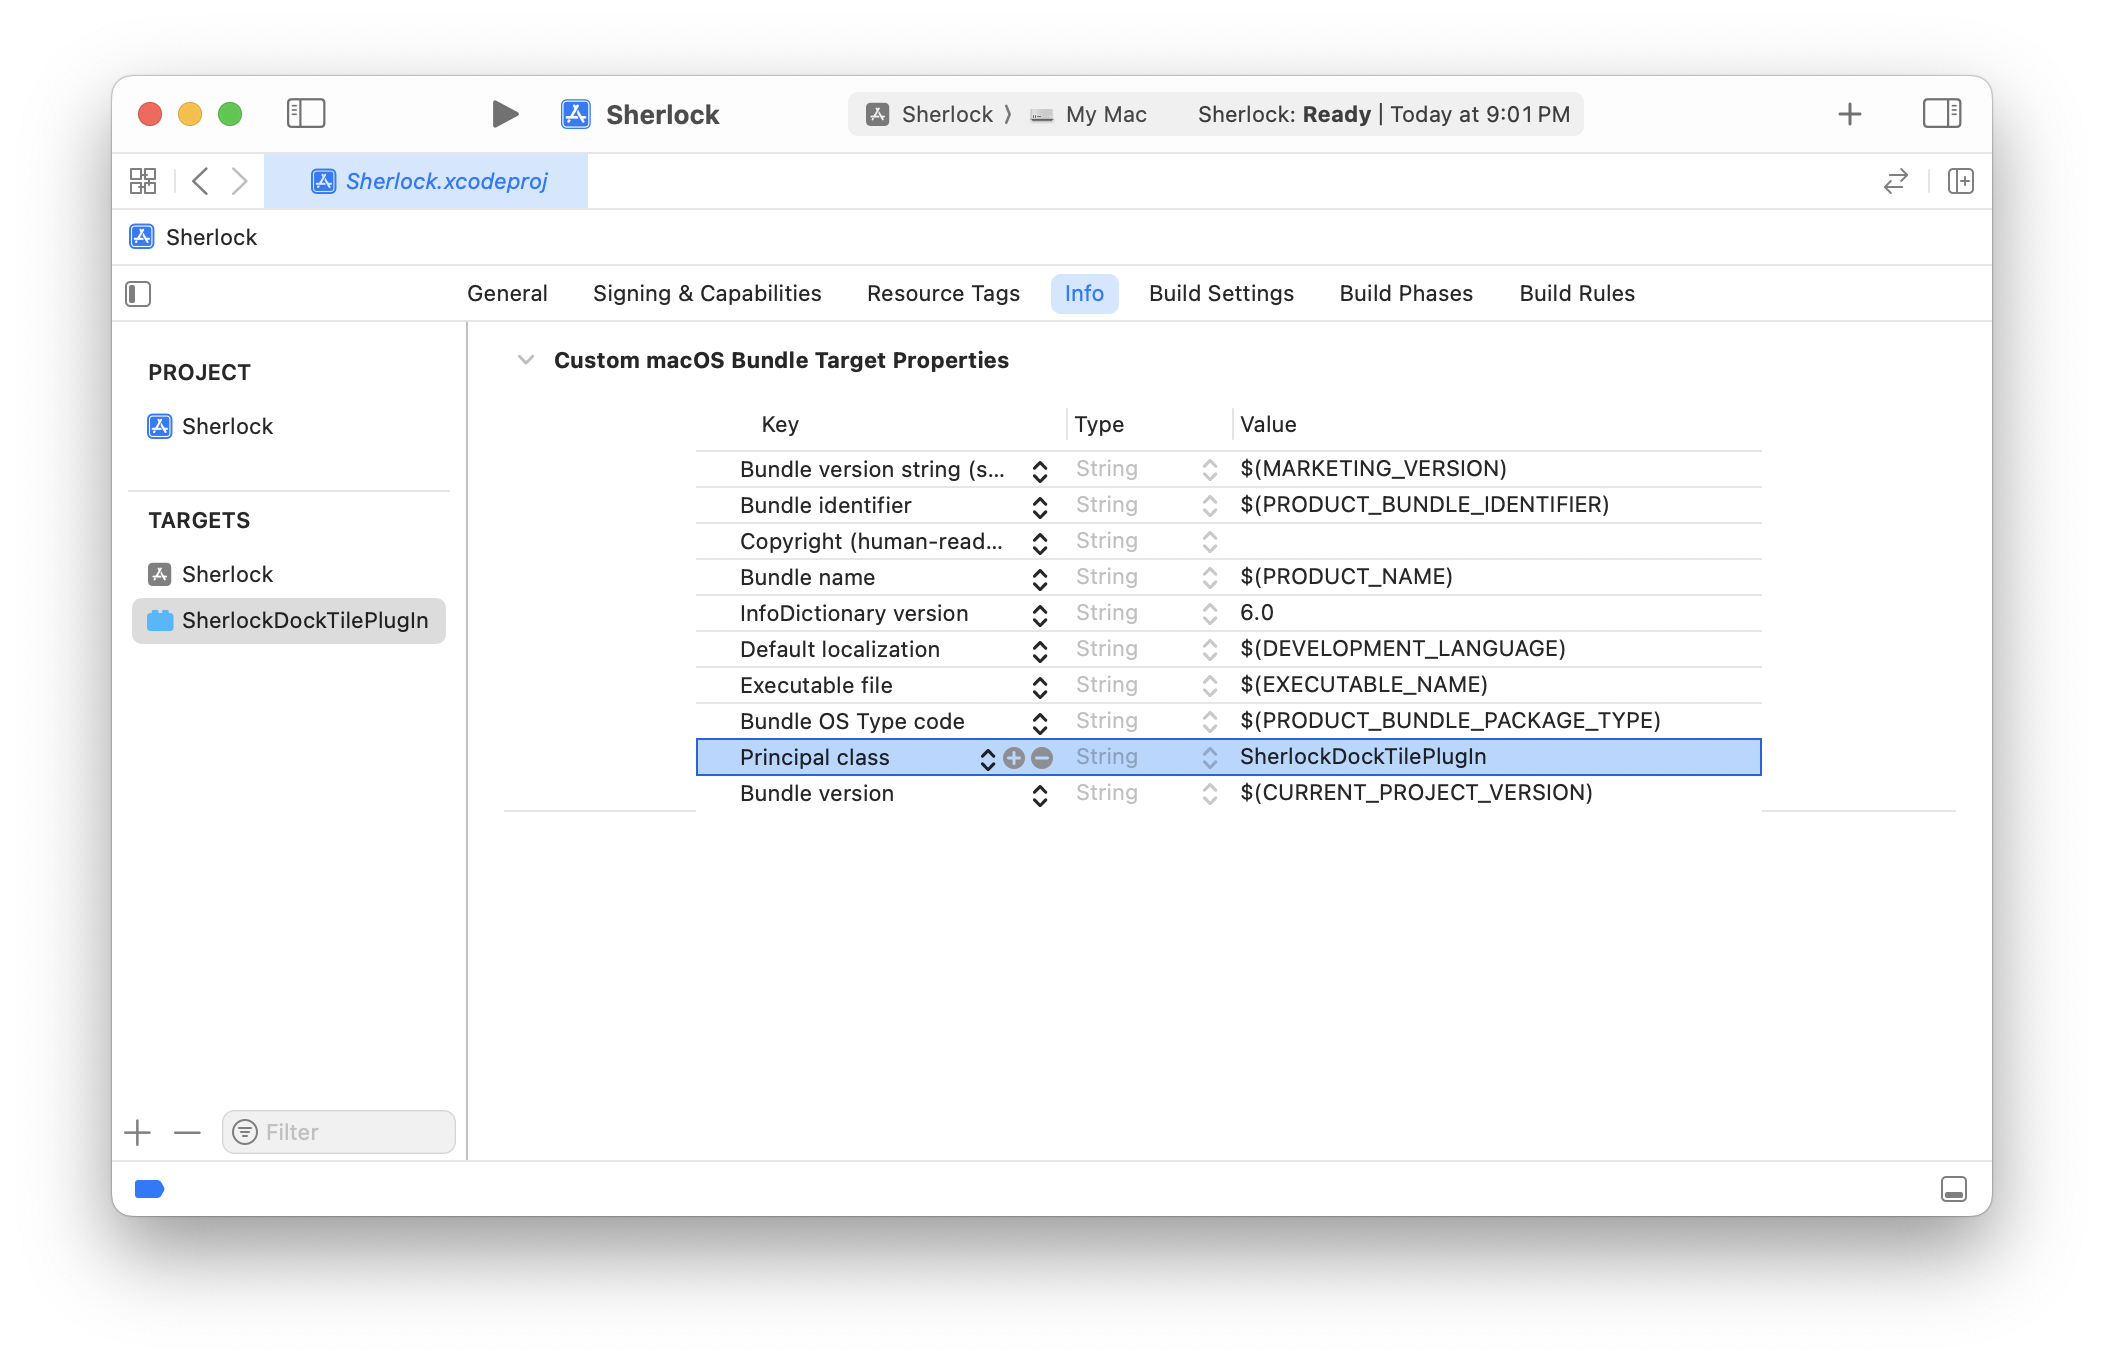 Sherlock
Sherlock 〉 My Mac
Sherlock: Ready | Today at 9:01 PM
Sherlock.xcodeproj
Sherlock
General Signing & Capabilities Resource Tags Info Build Settings Build Phases Build Rules
PROJECT
Sherlock
TARGETS
Sherlock
SherlockDockTilePlugIn
Filter
Custom macOS Bundle Target Properties
Key Type Value
Bundle version string (s... String $(MARKETING_VERSION)
Bundle identifier String $(PRODUCT_BUNDLE_IDENTIFIER)
Copyright (human-read... String
Bundle name String $(PRODUCT_NAME)
InfoDictionary version String 6.0
Default localization String $(DEVELOPMENT_LANGUAGE)
Executable file String $(EXECUTABLE_NAME)
Bundle OS Type code String $(PRODUCT_BUNDLE_PACKAGE_TYPE)
Principal class String SherlockDockTilePlugIn
Bundle version String $(CURRENT_PROJECT_VERSION)